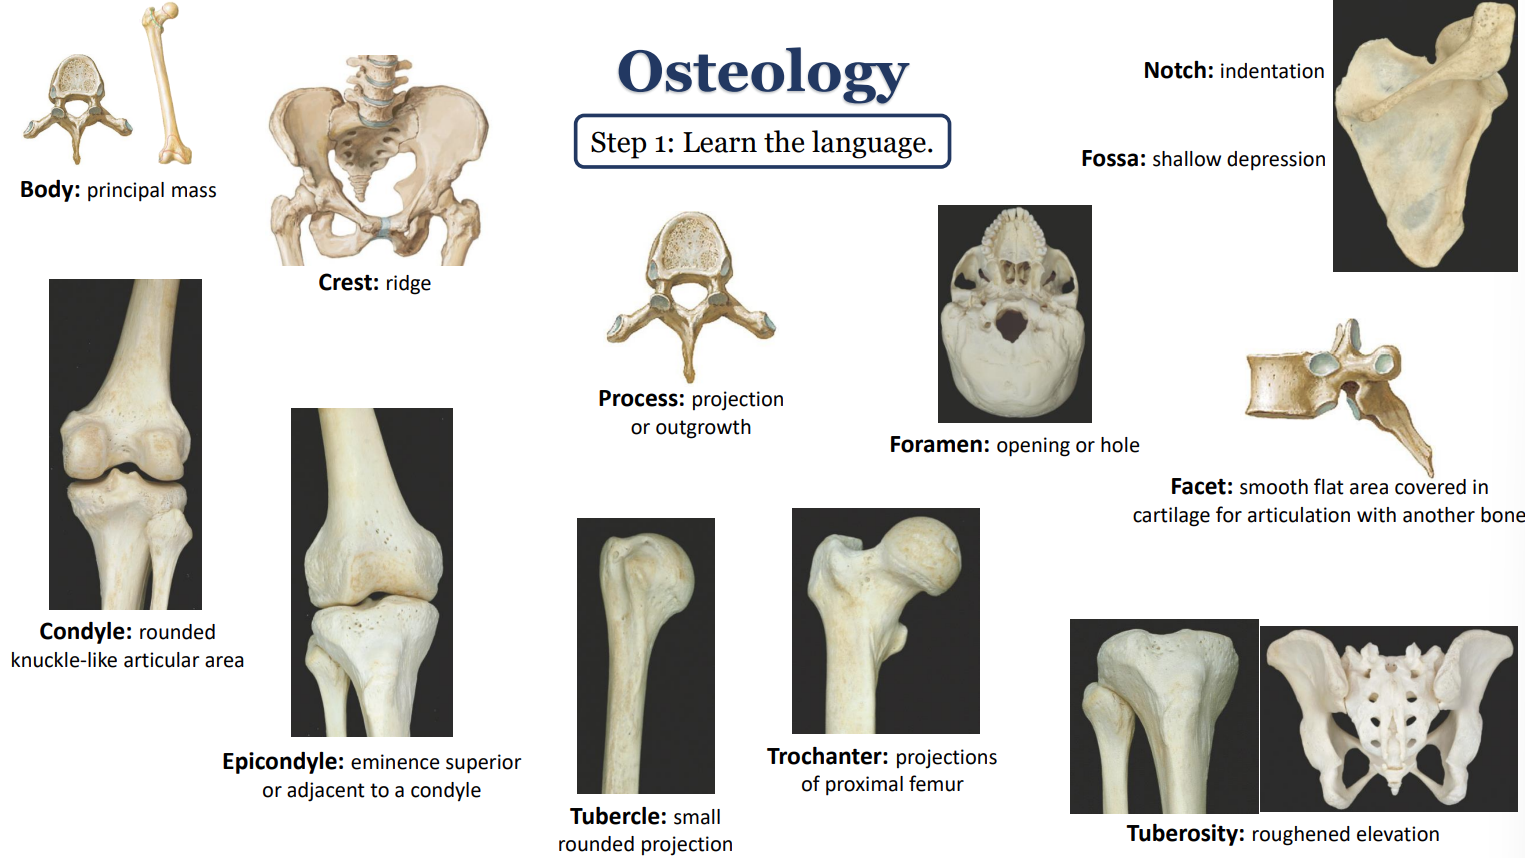 Osteology
Step 1: Learn the language.
Body: principal mass
Crest: ridge
Notch: indentation
Fossa: shallow depression
Process: projection
or outgrowth
Foramen: opening or hole
Facet: smooth flat area covered in
cartilage for articulation with another bone
Condyle: rounded
knuckle-like articular area
Epicondyle: eminence superior
or adjacent to a condyle
Tubercle: small
rounded projection
Trochanter: projections
of proximal femur
Tuberosity: roughened elevation